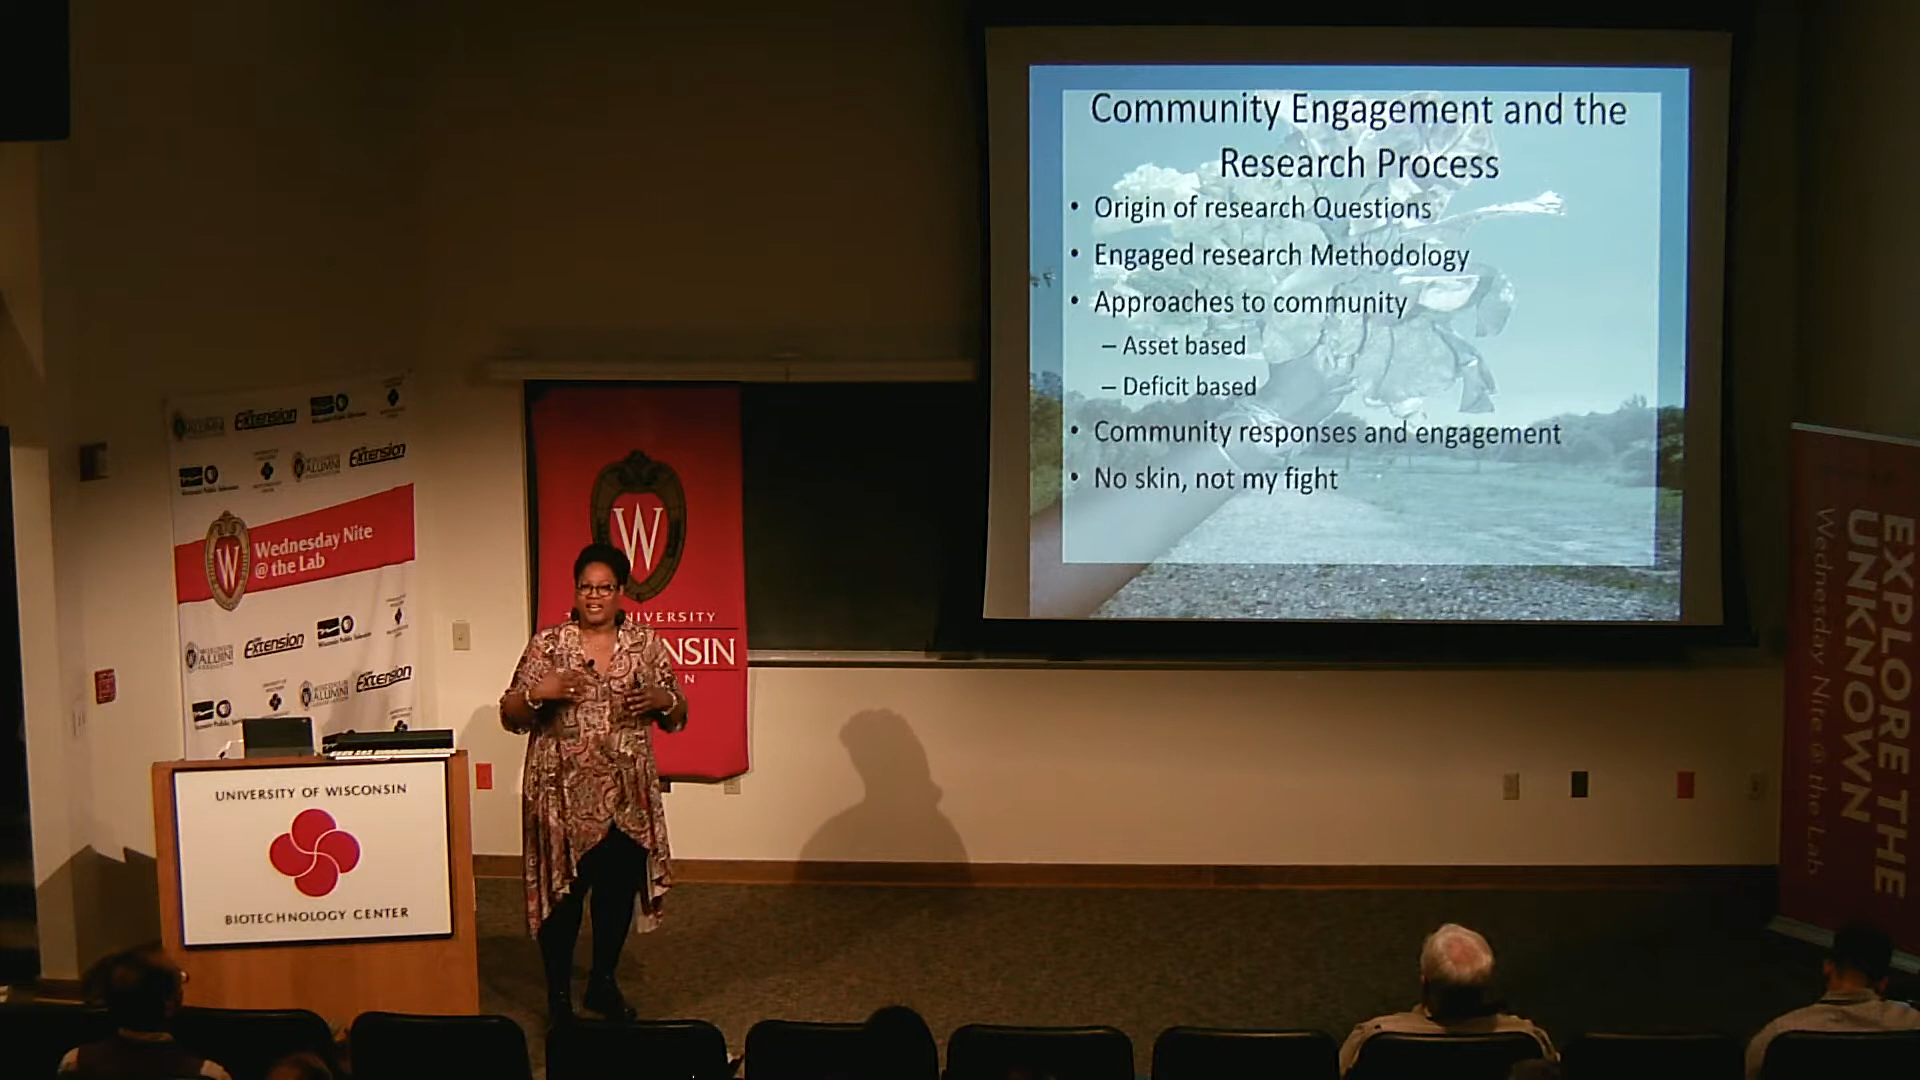 Community Engagement and the
Research Process
• Origin of research Questions
• Engaged research Methodology
• Approaches to community
– Asset based
– Deficit based
• Community responses and engagement
• No skin, not my fight
ALUMNI
Extension
Extension
ALUMNI
W
Wednesday Nite
@ the Lab
Extension
ALUMNI
ALUMNI
Extension
W
NIVERSITY
NSIN
N
UNIVERSITY OF WISCONSIN
BIOTECHNOLOGY CENTER
EXPLORE THE
UNKNOWN
Wednesday Nite @ the Lab